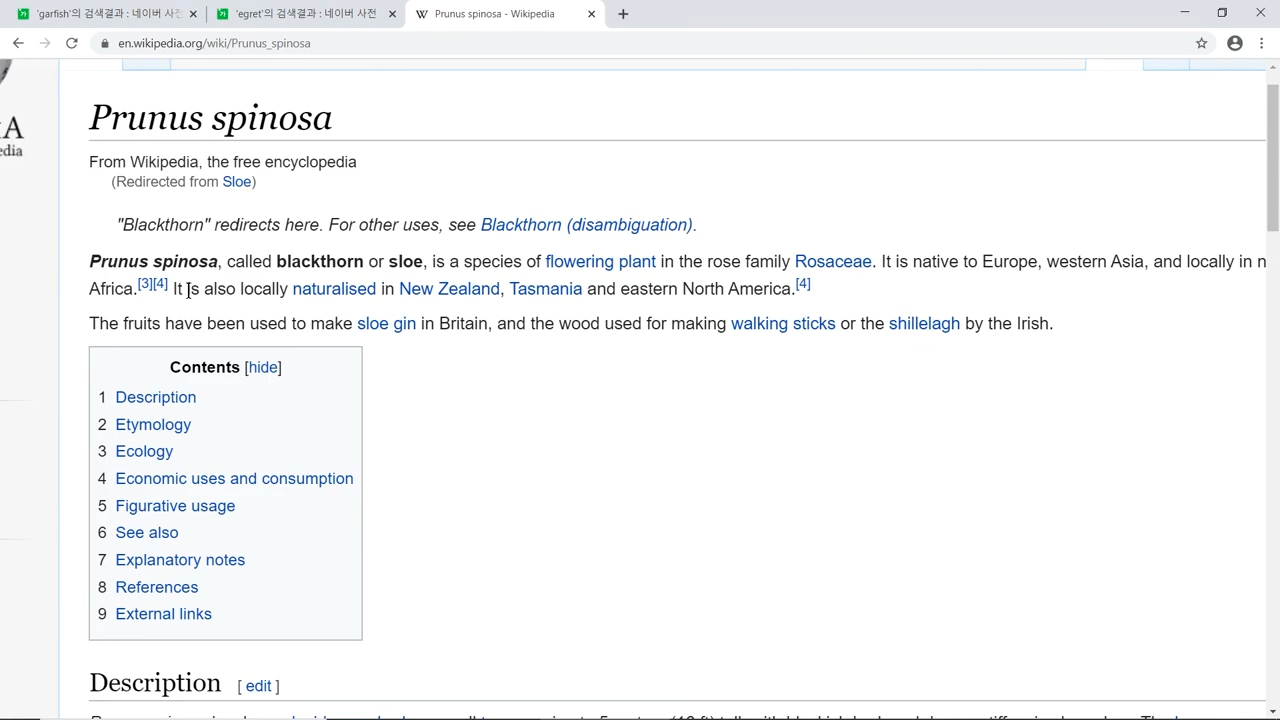 'garfish'의 검색결과 : 네이버 사전
'egret'의 검색결과 : 네이버 사전
Prunus spinosa - Wikipedia
en.wikipedia.org/wiki/Prunus_spinosa
Prunus spinosa
From Wikipedia, the free encyclopedia
(Redirected from Sloe)
"Blackthorn" redirects here. For other uses, see Blackthorn (disambiguation).
Prunus spinosa, called blackthorn or sloe, is a species of flowering plant in the rose family Rosaceae. It is native to Europe, western Asia, and locally in n
Africa.[3][4] It is also locally naturalised in New Zealand, Tasmania and eastern North America.[4]
The fruits have been used to make sloe gin in Britain, and the wood used for making walking sticks or the shillelagh by the Irish.
Contents [hide]
1 Description
2 Etymology
3 Ecology
4 Economic uses and consumption
5 Figurative usage
6 See also
7 Explanatory notes
8 References
9 External links
Description [ edit ]